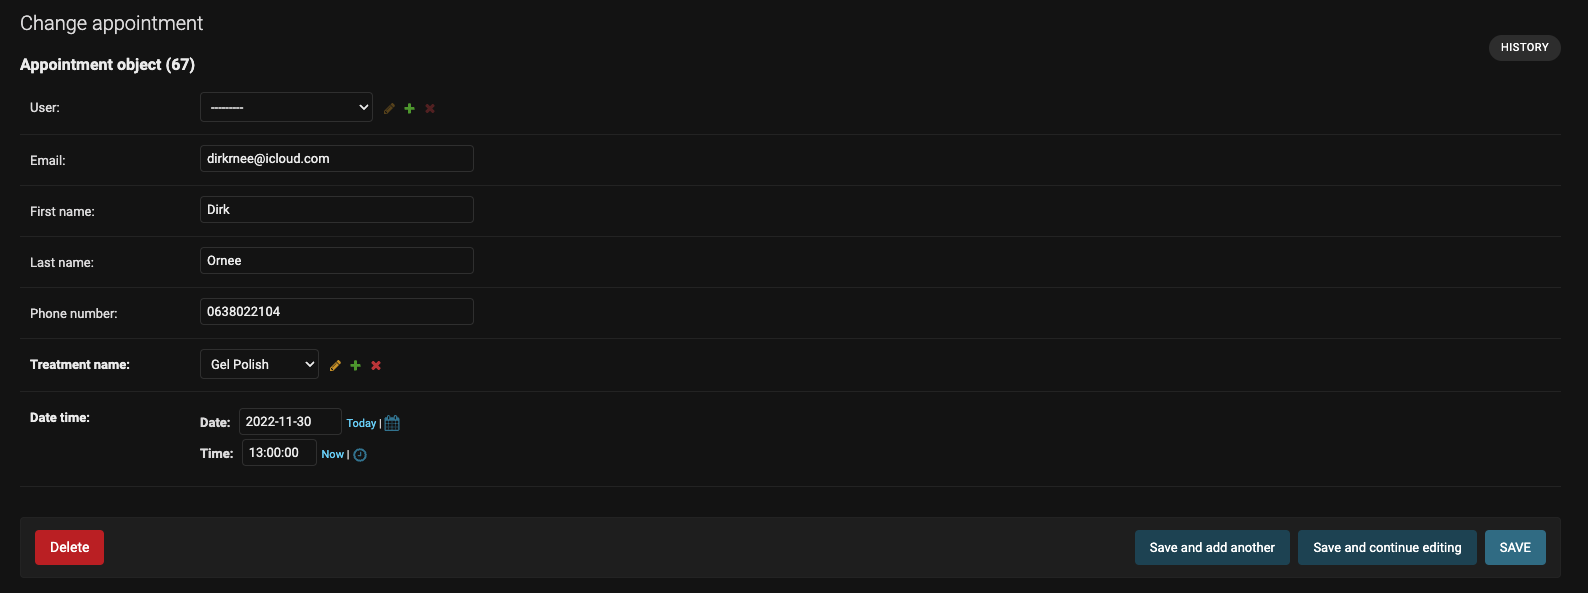 Change appointment
HISTORY
Appointment object (67)
User: ---------
Email: dirkrnee@icloud.com
First name: Dirk
Last name: Ornee
Phone number: 0638022104
Treatment name: Gel Polish
Date time: Date: 2022-11-30 Today |
Time: 13:00:00 Now |
Delete Save and add another Save and continue editing SAVE